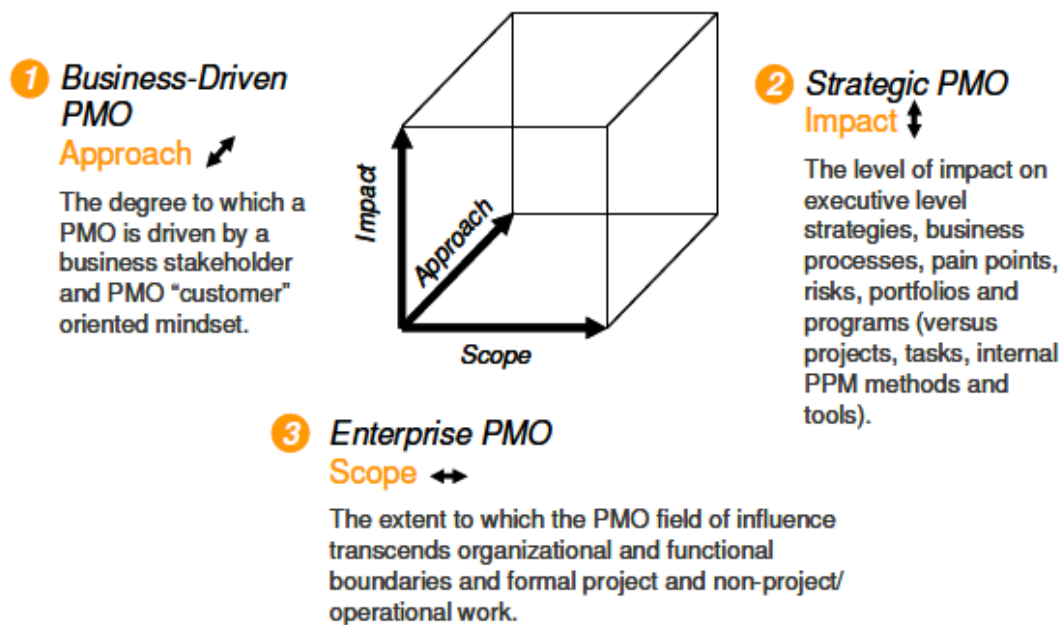 1 Business-Driven
PMO
Approach
The degree to which a
PMO is driven by a
business stakeholder
and PMO “customer”
oriented mindset.
Impact
Approach
Scope
2 Strategic PMO
Impact
The level of impact on
executive level
strategies, business
processes, pain points,
risks, portfolios and
programs (versus
projects, tasks, internal
PPM methods and
tools).
3 Enterprise PMO
Scope
The extent to which the PMO field of influence
transcends organizational and functional
boundaries and formal project and non-project/
operational work.